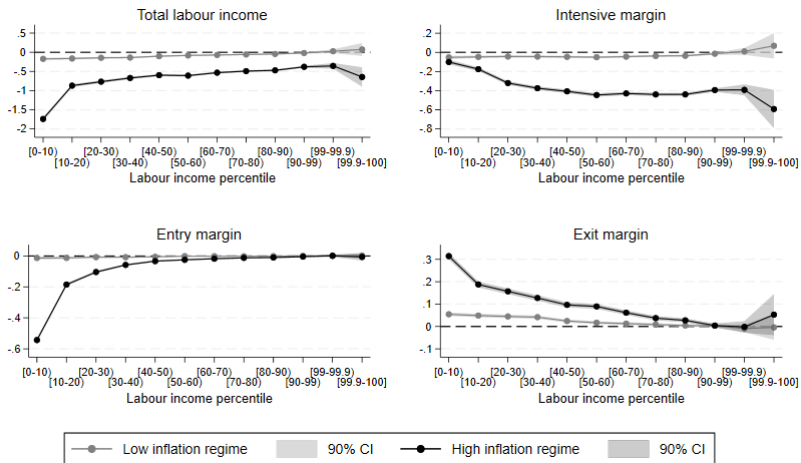 Total labour income
.5
0
-.5
-1
-1.5
-2
[0-10) [20-30) [40-50) [60-70) [80-90) [99-99.9)
[10-20) [30-40) [50-60) [70-80) [90-99) [99.9-100]
Labour income percentile
Intensive margin
.2
0
-.2
-.4
-.6
-.8
[0-10) [20-30) [40-50) [60-70) [80-90) [99-99.9)
[10-20) [30-40) [50-60) [70-80) [90-99) [99.9-100]
Labour income percentile
Entry margin
0
-.2
-.4
-.6
[0-10) [20-30) [40-50) [60-70) [80-90) [99-99.9)
[10-20) [30-40) [50-60) [70-80) [90-99) [99.9-100]
Labour income percentile
Exit margin
.3
.2
.1
0
-.1
[0-10) [20-30) [40-50) [60-70) [80-90) [99-99.9)
[10-20) [30-40) [50-60) [70-80) [90-99) [99.9-100]
Labour income percentile
Low inflation regime 90% CI High inflation regime 90% CI